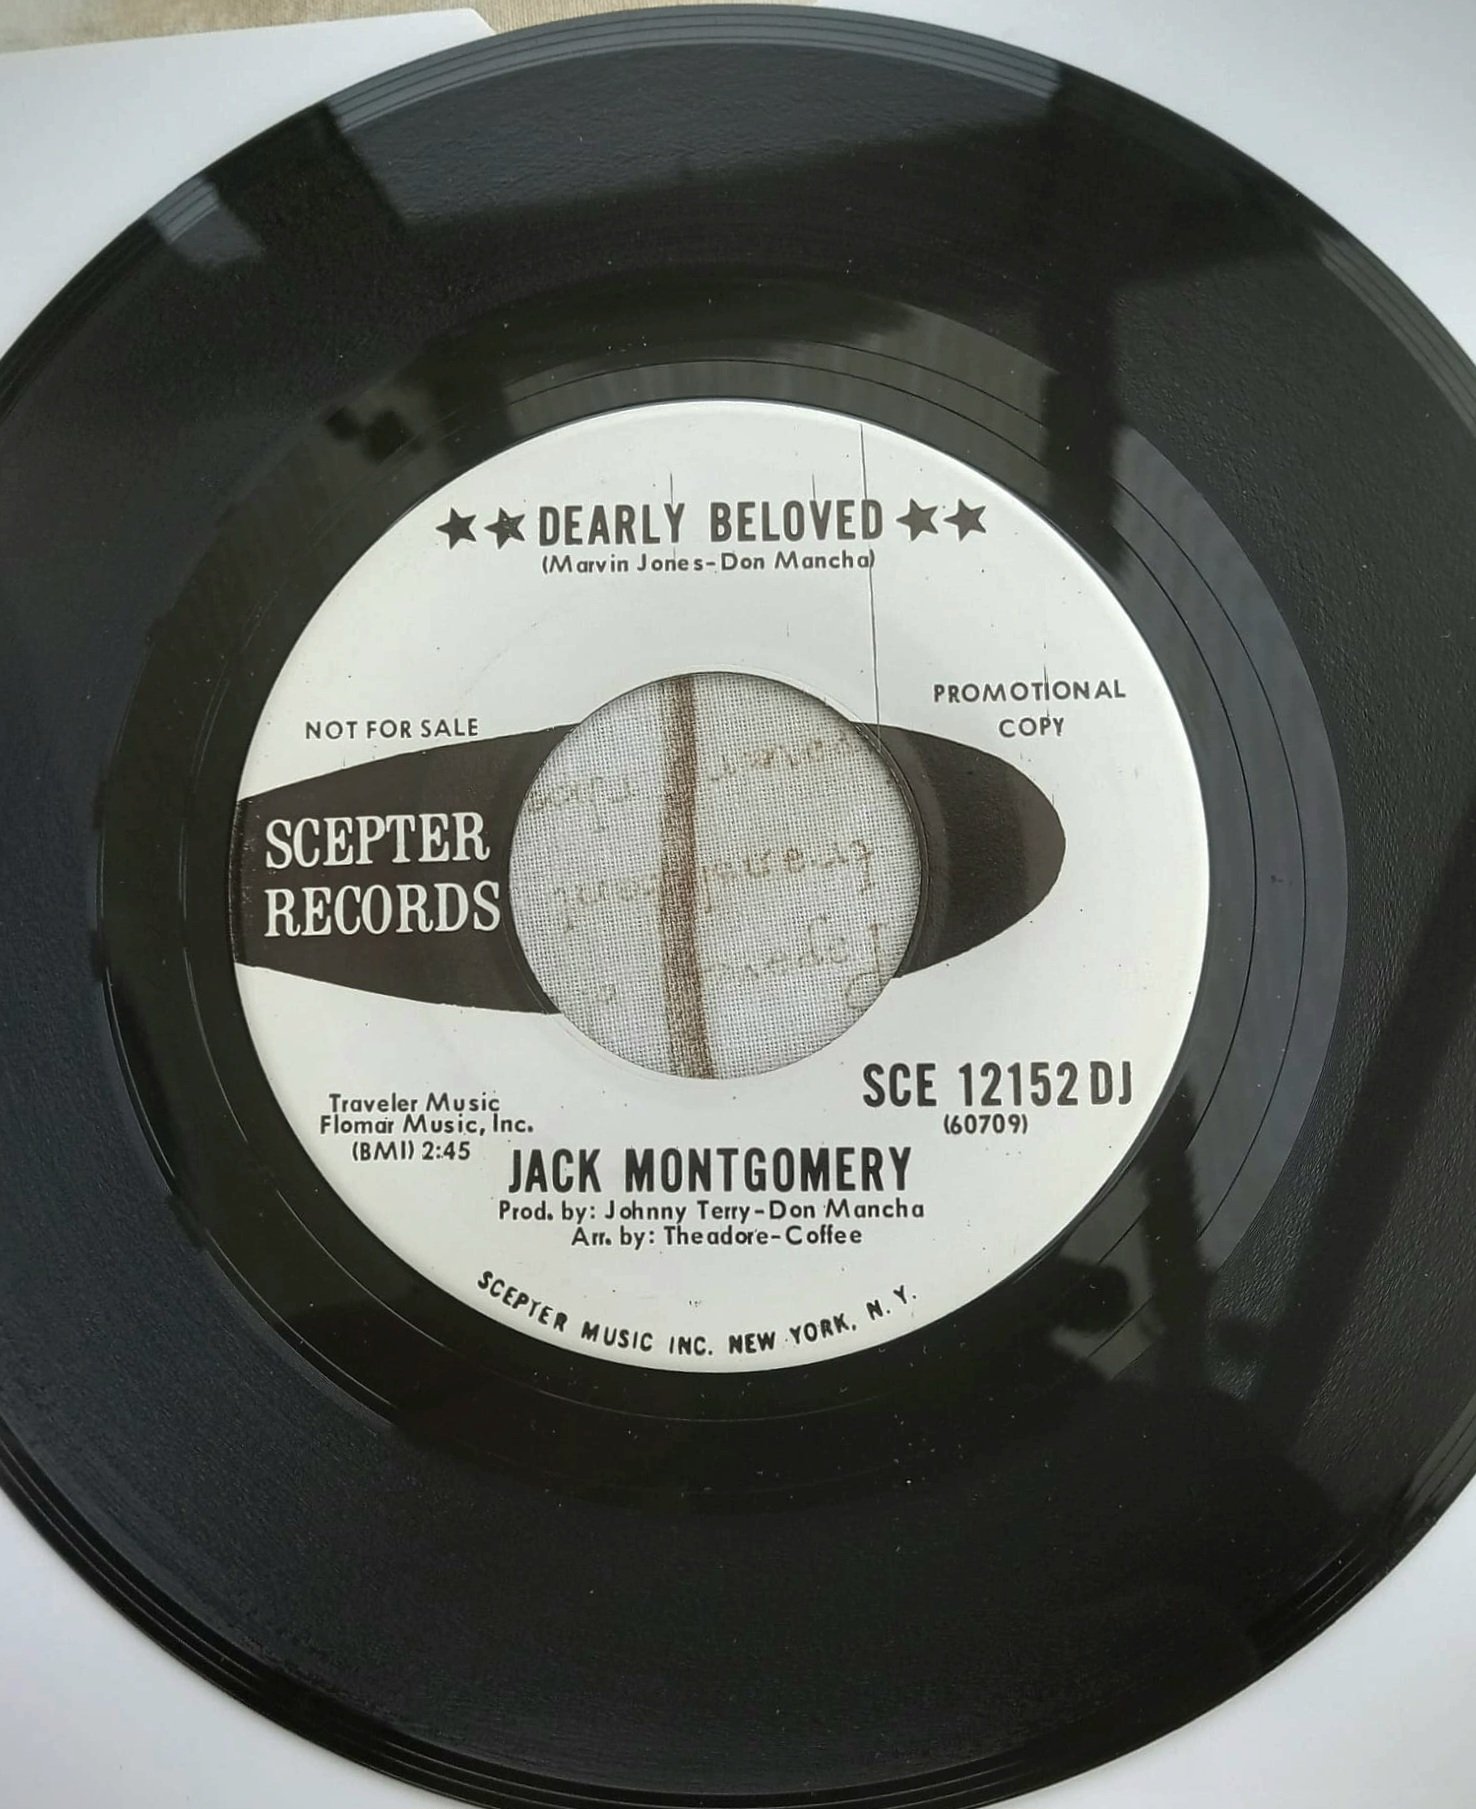 ★★ DEARLY BELOVED ★★
(Marvin Jones-Don Mancha)
PROMOTIONAL
COPY
NOT FOR SALE
SCEPTER
RECORDS
SCE 12152 DJ
(60709)
Traveler Music
Flomar Music, Inc.
(BMI) 2:45
JACK MONTGOMERY
Prod. by: Johnny Terry-Don Mancha
Arr. by: Theadore-Coffee
SCEPTER MUSIC INC. NEW YORK, N. Y.